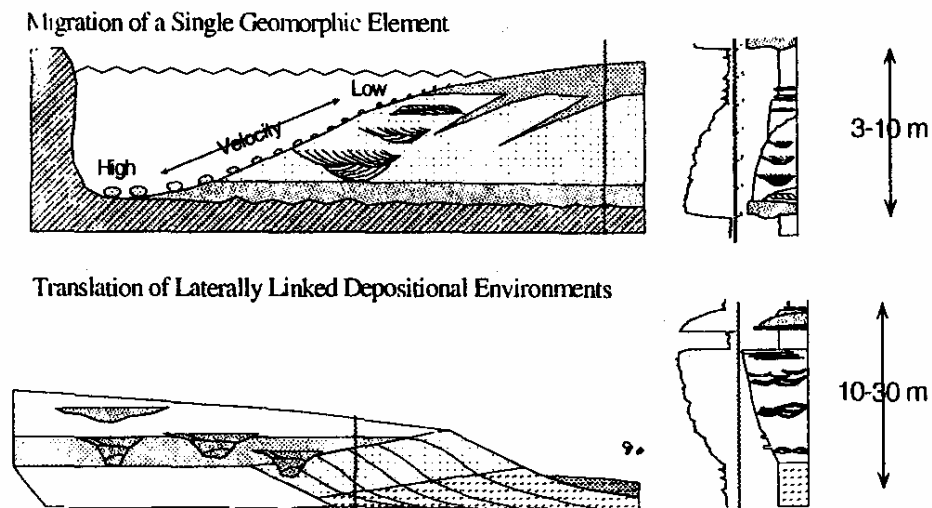 Migration of a Single Geomorphic Element
Low
Velocity
High
3-10 m
Translation of Laterally Linked Depositional Environments
10-30 m